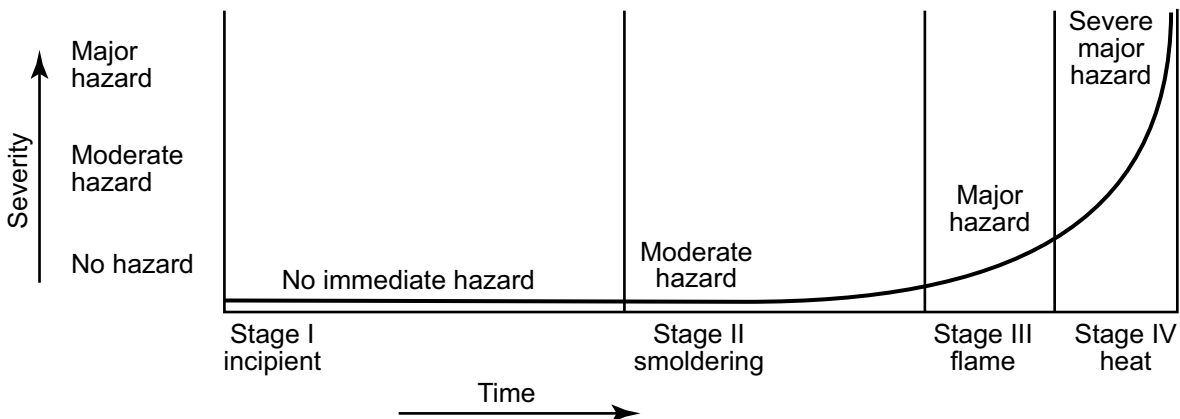 Severity
Major
hazard
Moderate
hazard
No hazard
No immediate hazard
Moderate
hazard
Major
hazard
Severe
major
hazard
Stage I
incipient
Stage II
smoldering
Stage III
flame
Stage IV
heat
Time